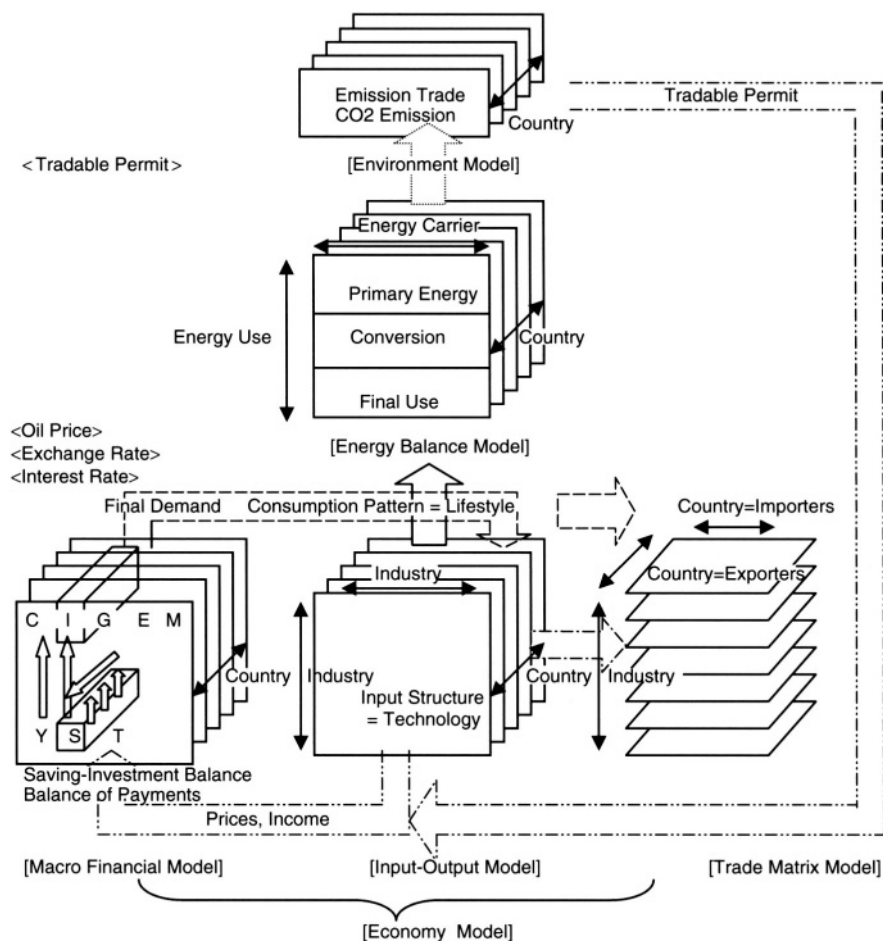 Emission Trade
CO2 Emission
Country
Tradable Permit
<Tradable Permit>
[Environment Model]
Energy Carrier
Primary Energy
Energy Use
Conversion
Country
Final Use
<Oil Price>
<Exchange Rate>
<Interest Rate>
[Energy Balance Model]
Final Demand
Consumption Pattern = Lifestyle
Country=Importers
Country=Exporters
Industry
C I G E M
Country
Industry
Input Structure
= Technology
Country
Industry
Y S T
Saving-Investment Balance
Balance of Payments
Prices, Income
[Macro Financial Model]
[Input-Output Model]
[Trade Matrix Model]
[Economy Model]